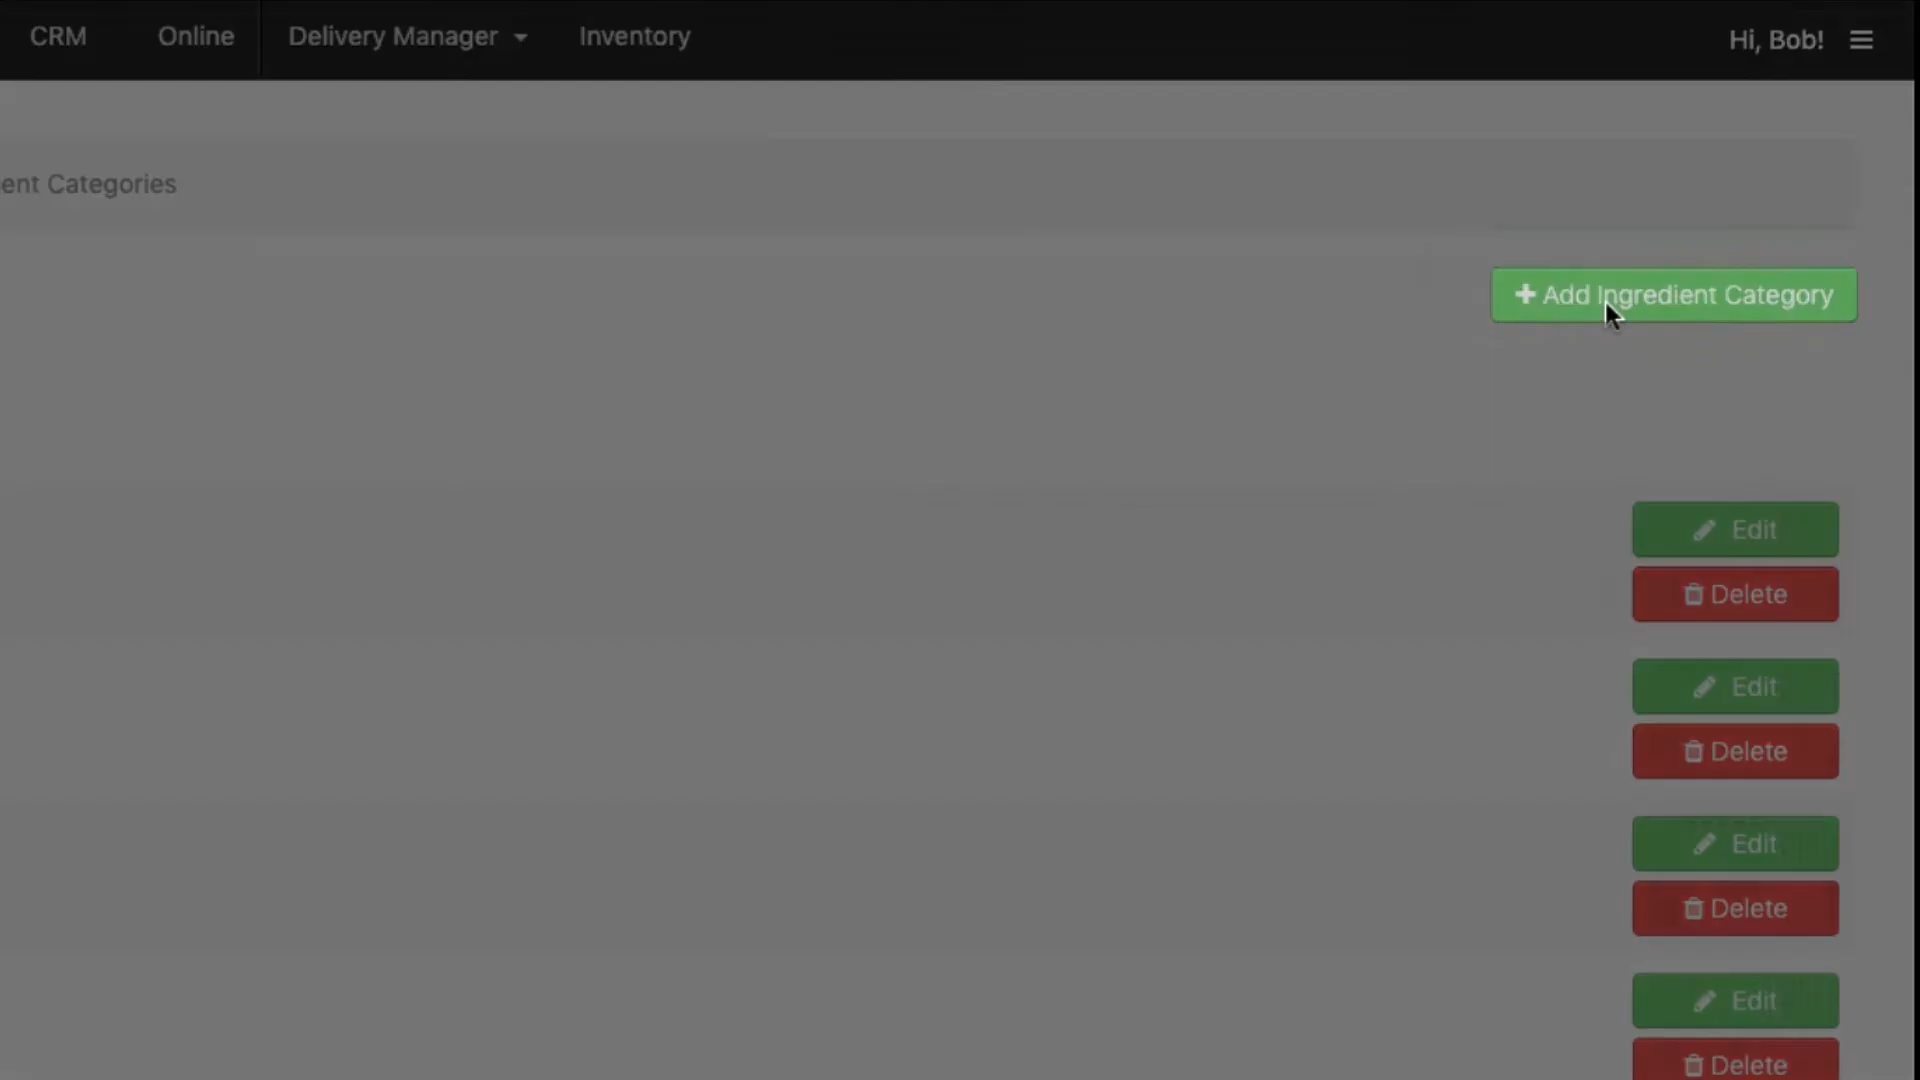 CRM Online Delivery Manager Inventory Hi, Bob!
ent Categories
Add Ingredient Category
Edit
Delete
Edit
Delete
Edit
Delete
Edit
Delete